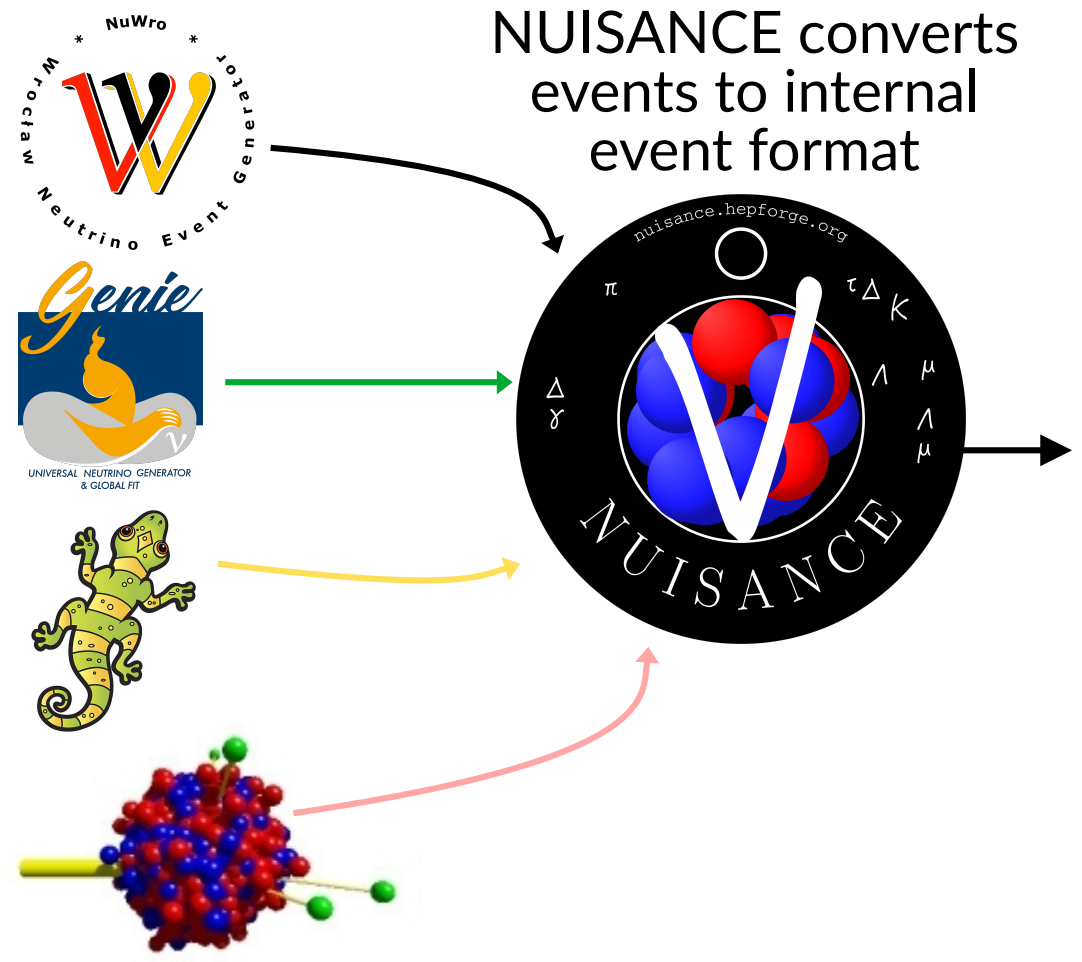 * NuWro *
Wrocław Neutrino Event Generator
NUISANCE converts
events to internal
event format
Genie
ν
UNIVERSAL NEUTRINO GENERATOR
& GLOBAL FIT
nuisance.hepforge.org
π
τ Δ K
Λ μ
Δ
γ
Λ
μ
ν
NUISANCE